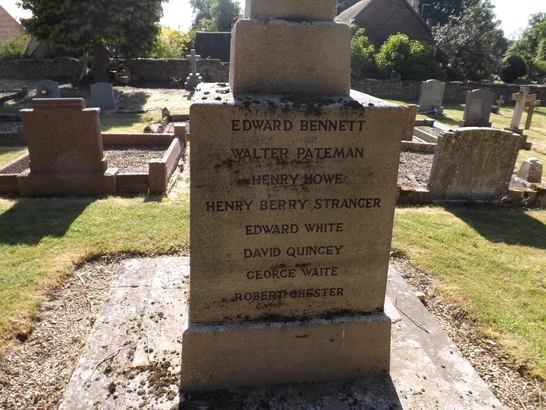 EDWARD BENNETT
WALTER PATEMAN
HENRY HOWE
HENRY BERRY STRANGER
EDWARD WHITE
DAVID QUINCEY
GEORGE WAITE
ROBERT CHESTER